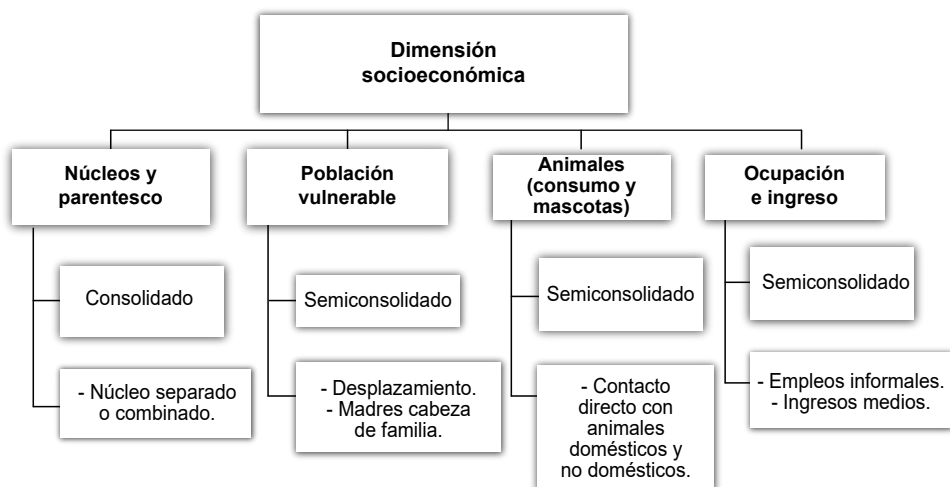 Dimensión
socioeconómica
Núcleos y
parentesco
Consolidado
- Núcleo separado
o combinado.
Población
vulnerable
Semiconsolidado
- Desplazamiento.
- Madres cabeza
de familia.
Animales
(consumo y
mascotas)
Semiconsolidado
- Contacto
directo con
animales
domésticos y
no domésticos.
Ocupación
e ingreso
Semiconsolidado
- Empleos informales.
- Ingresos medios.